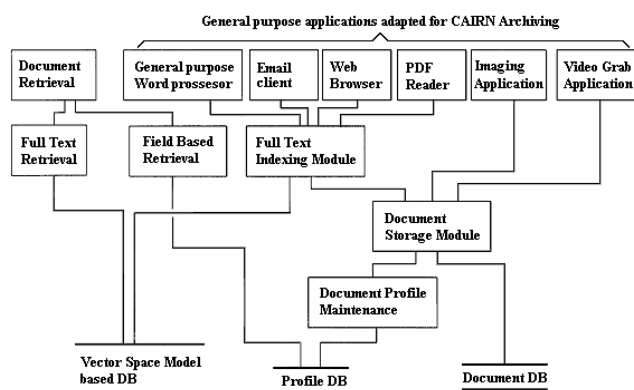 General purpose applications adapted for CAIRN Archiving
Document
Retrieval
General purpose
Word prossesor
Email
client
Web
Browser
PDF
Reader
Imaging
Application
Video Grab
Application
Full Text
Retrieval
Field Based
Retrieval
Full Text
Indexing Module
Document
Storage Module
Document Profile
Maintenance
Vector Space Model
based DB
Profile DB
Document DB